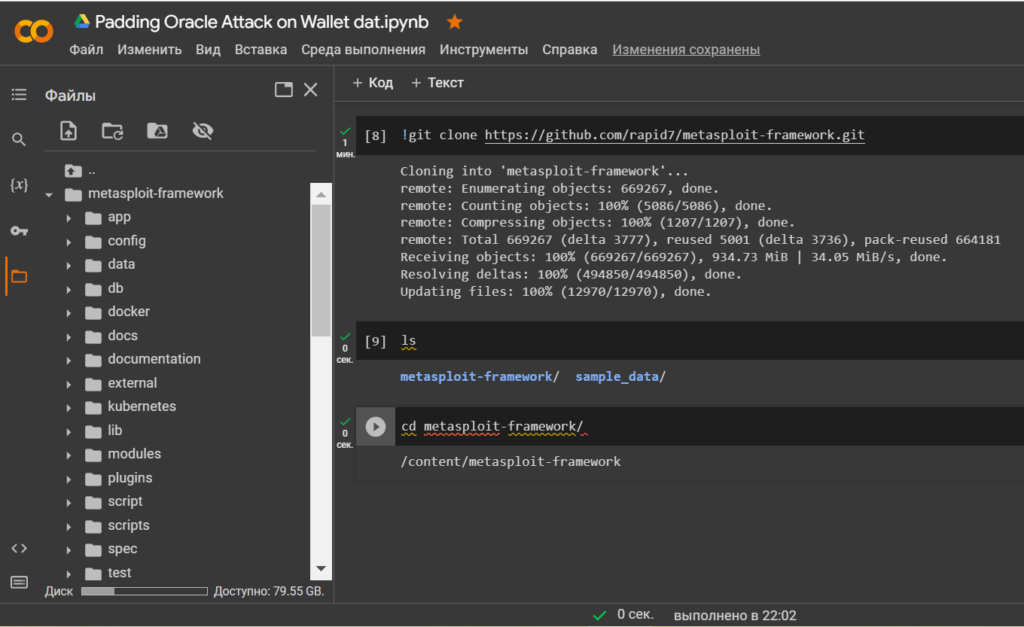 Padding Oracle Attack on Wallet dat.ipynb
Файл Изменить Вид Вставка Среда выполнения Инструменты Справка Изменения сохранены
Файлы
..
metasploit-framework
app
config
data
db
docker
docs
documentation
external
kubernetes
lib
modules
plugins
script
scripts
spec
test
Диск Доступно: 79.55 GB.
+ Код + Текст
1 мин.
[8] !git clone https://github.com/rapid7/metasploit-framework.git
Cloning into 'metasploit-framework'...
remote: Enumerating objects: 669267, done.
remote: Counting objects: 100% (5086/5086), done.
remote: Compressing objects: 100% (1207/1207), done.
remote: Total 669267 (delta 3777), reused 5001 (delta 3736), pack-reused 664181
Receiving objects: 100% (669267/669267), 934.73 MiB | 34.05 MiB/s, done.
Resolving deltas: 100% (494850/494850), done.
Updating files: 100% (12970/12970), done.
0 сек.
[9] ls
metasploit-framework/ sample_data/
0 сек.
cd metasploit-framework/
/content/metasploit-framework
0 сек. выполнено в 22:02